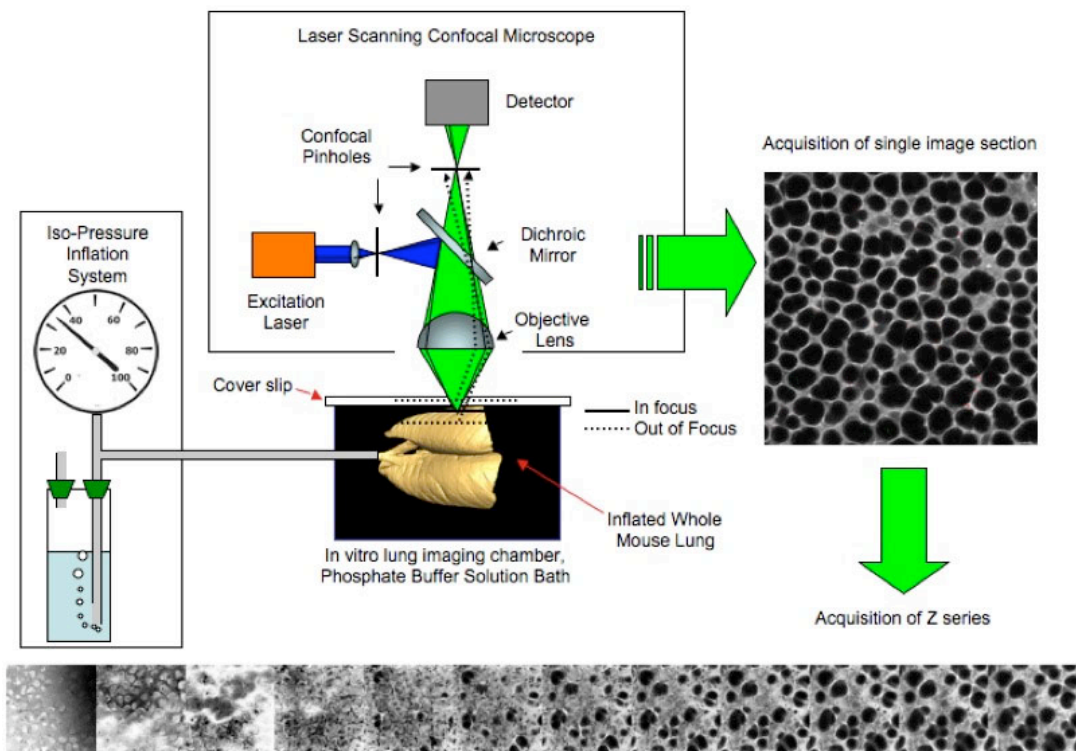 Laser Scanning Confocal Microscope
Detector
Confocal
Pinholes
Acquisition of single image section
Iso-Pressure
Inflation
System
Dichroic
Mirror
Excitation
Laser
Objective
Lens
40
60
20
80
0
100
Cover slip
In focus
Out of Focus
Inflated Whole
Mouse Lung
In vitro lung imaging chamber,
Phosphate Buffer Solution Bath
Acquisition of Z series